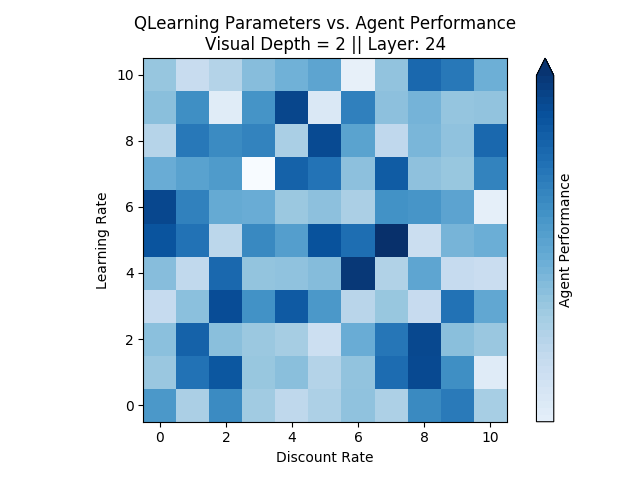 QLearning Parameters vs. Agent Performance
Visual Depth = 2 || Layer: 24
10
8
6
4
2
0
Learning Rate
0 2 4 6 8 10
Discount Rate
Agent Performance